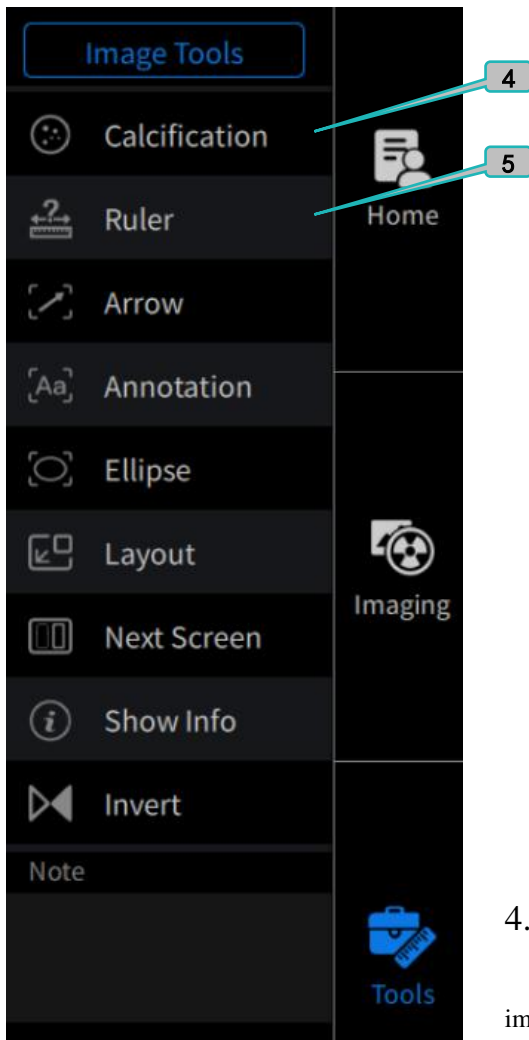 Image Tools
4
Calcification
5
Ruler
Home
Arrow
Aa
Annotation
Ellipse
Layout
Imaging
Next Screen
i
Show Info
Invert
Note
4.
Tools
im